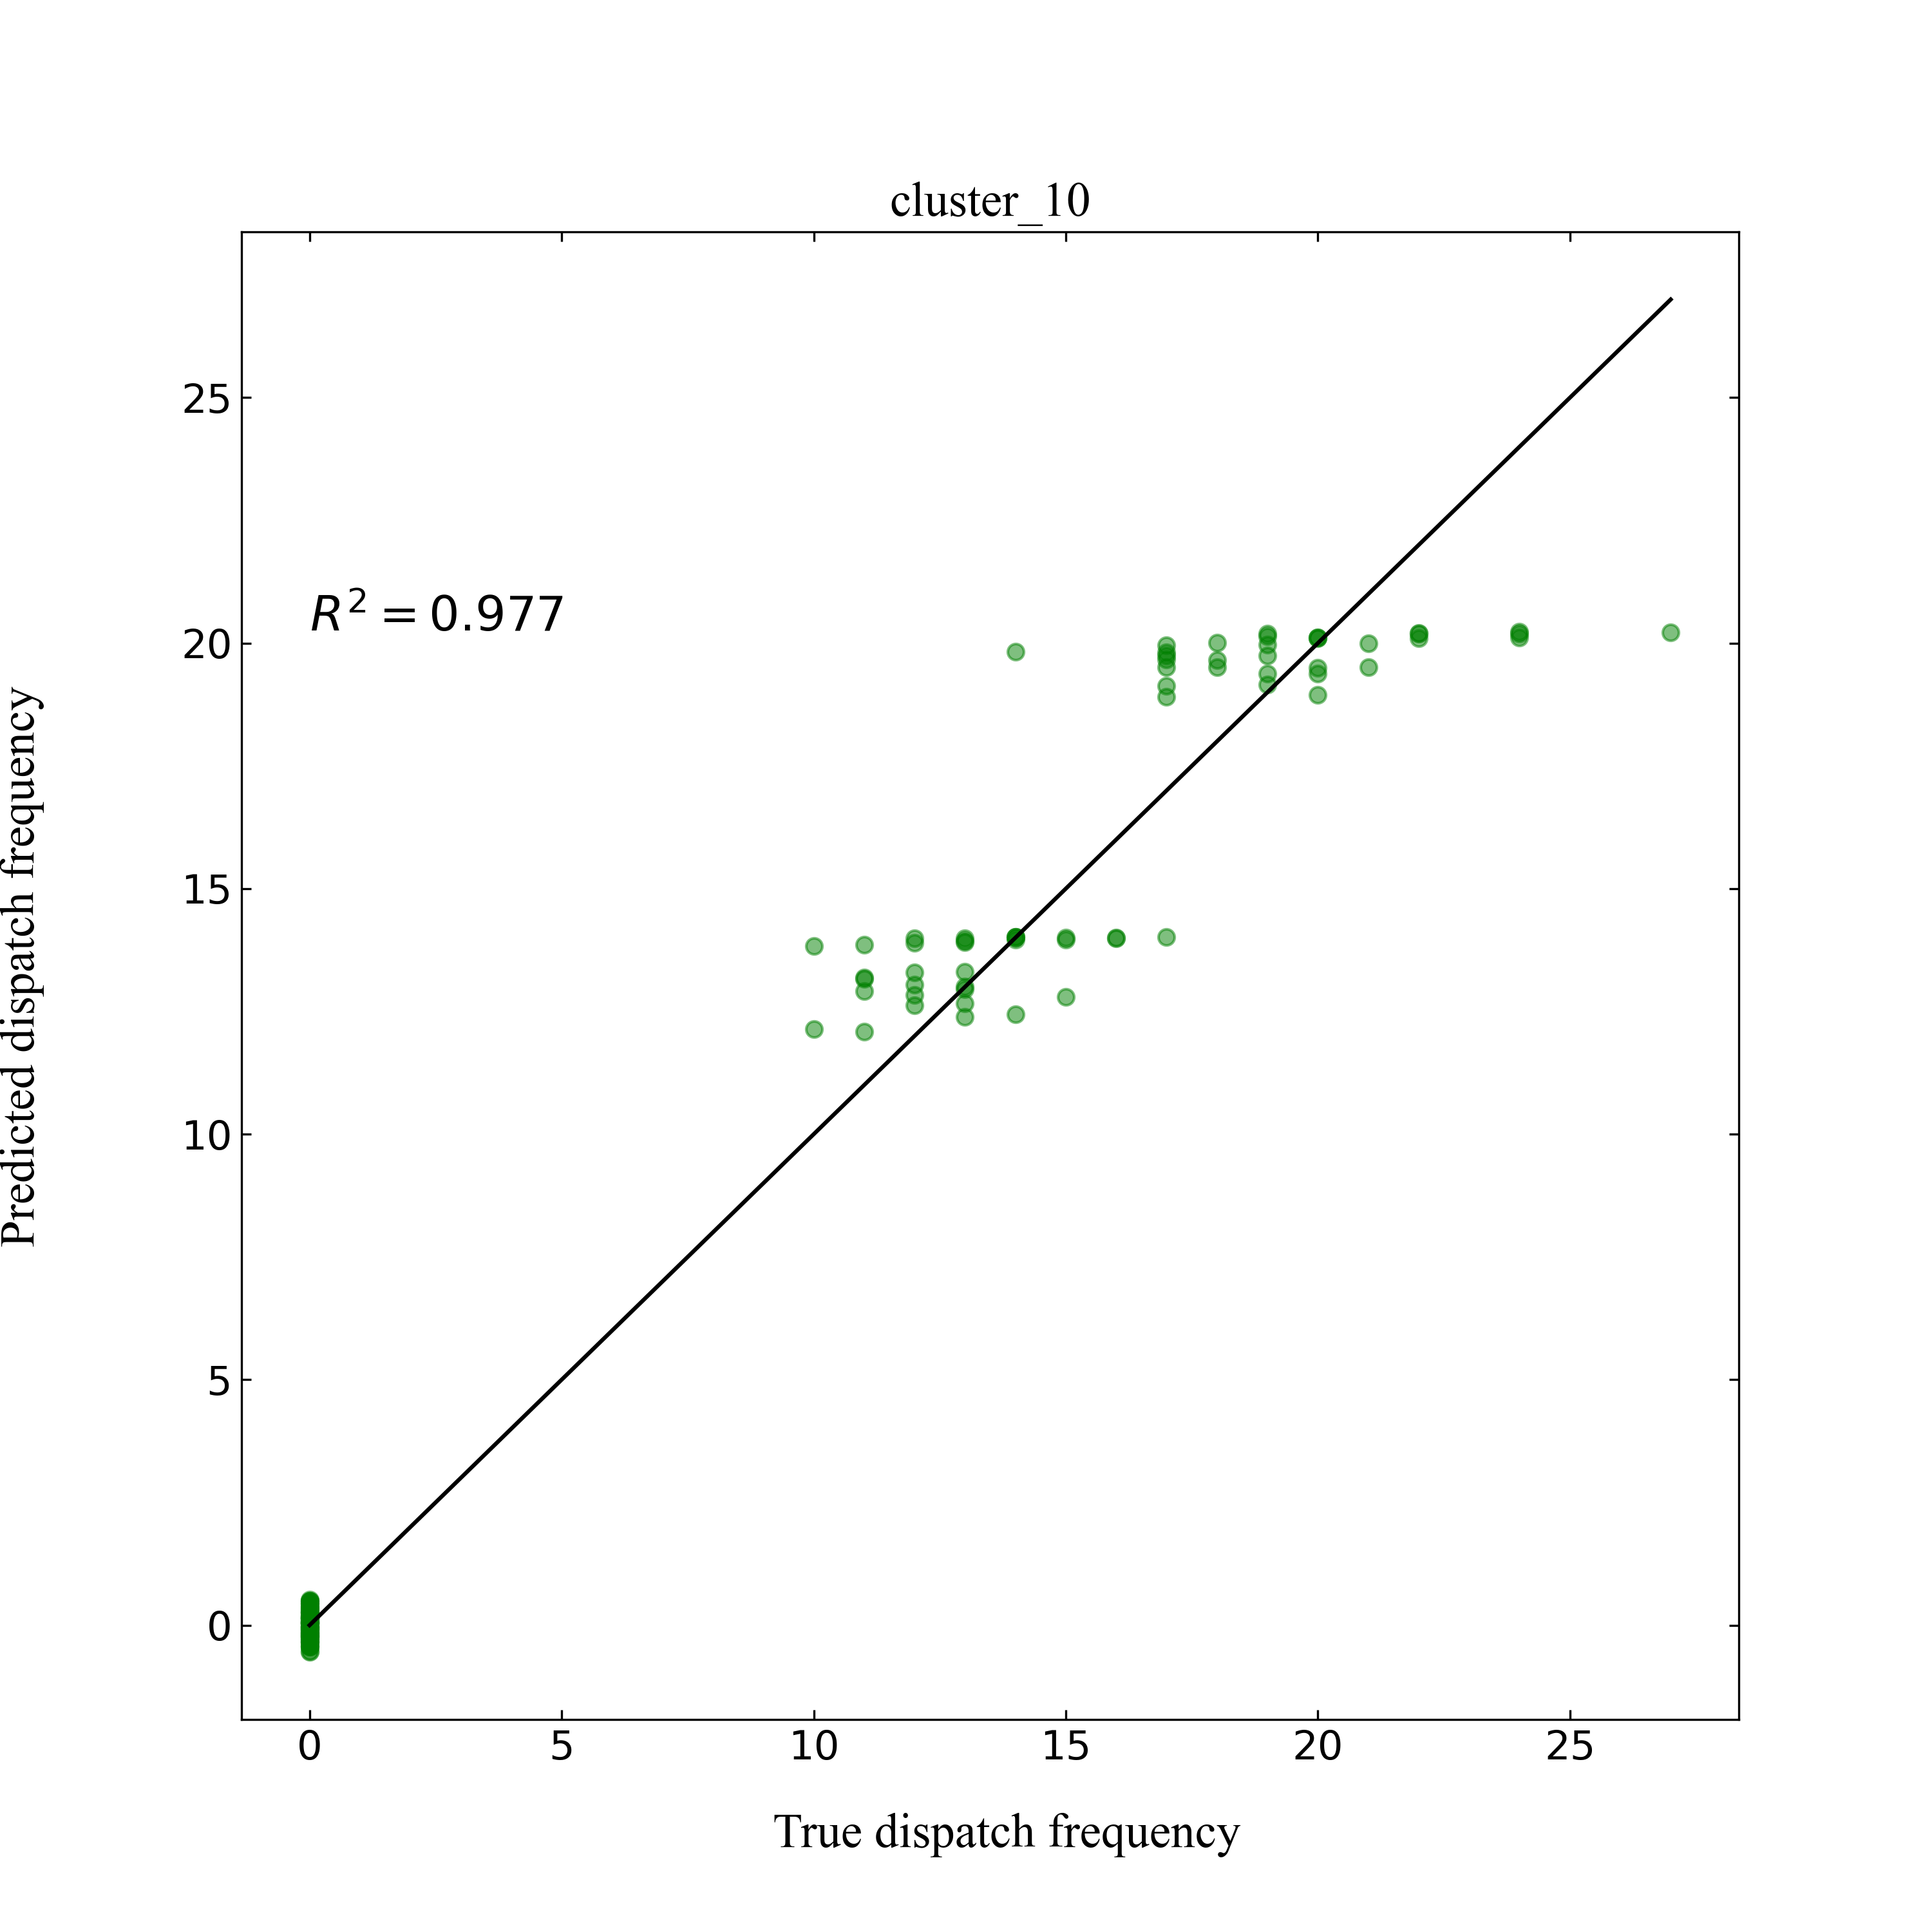 cluster_10
R² = 0.977
Predicted dispatch frequency
25
20
15
10
5
0
0 5 10 15 20 25
True dispatch frequency